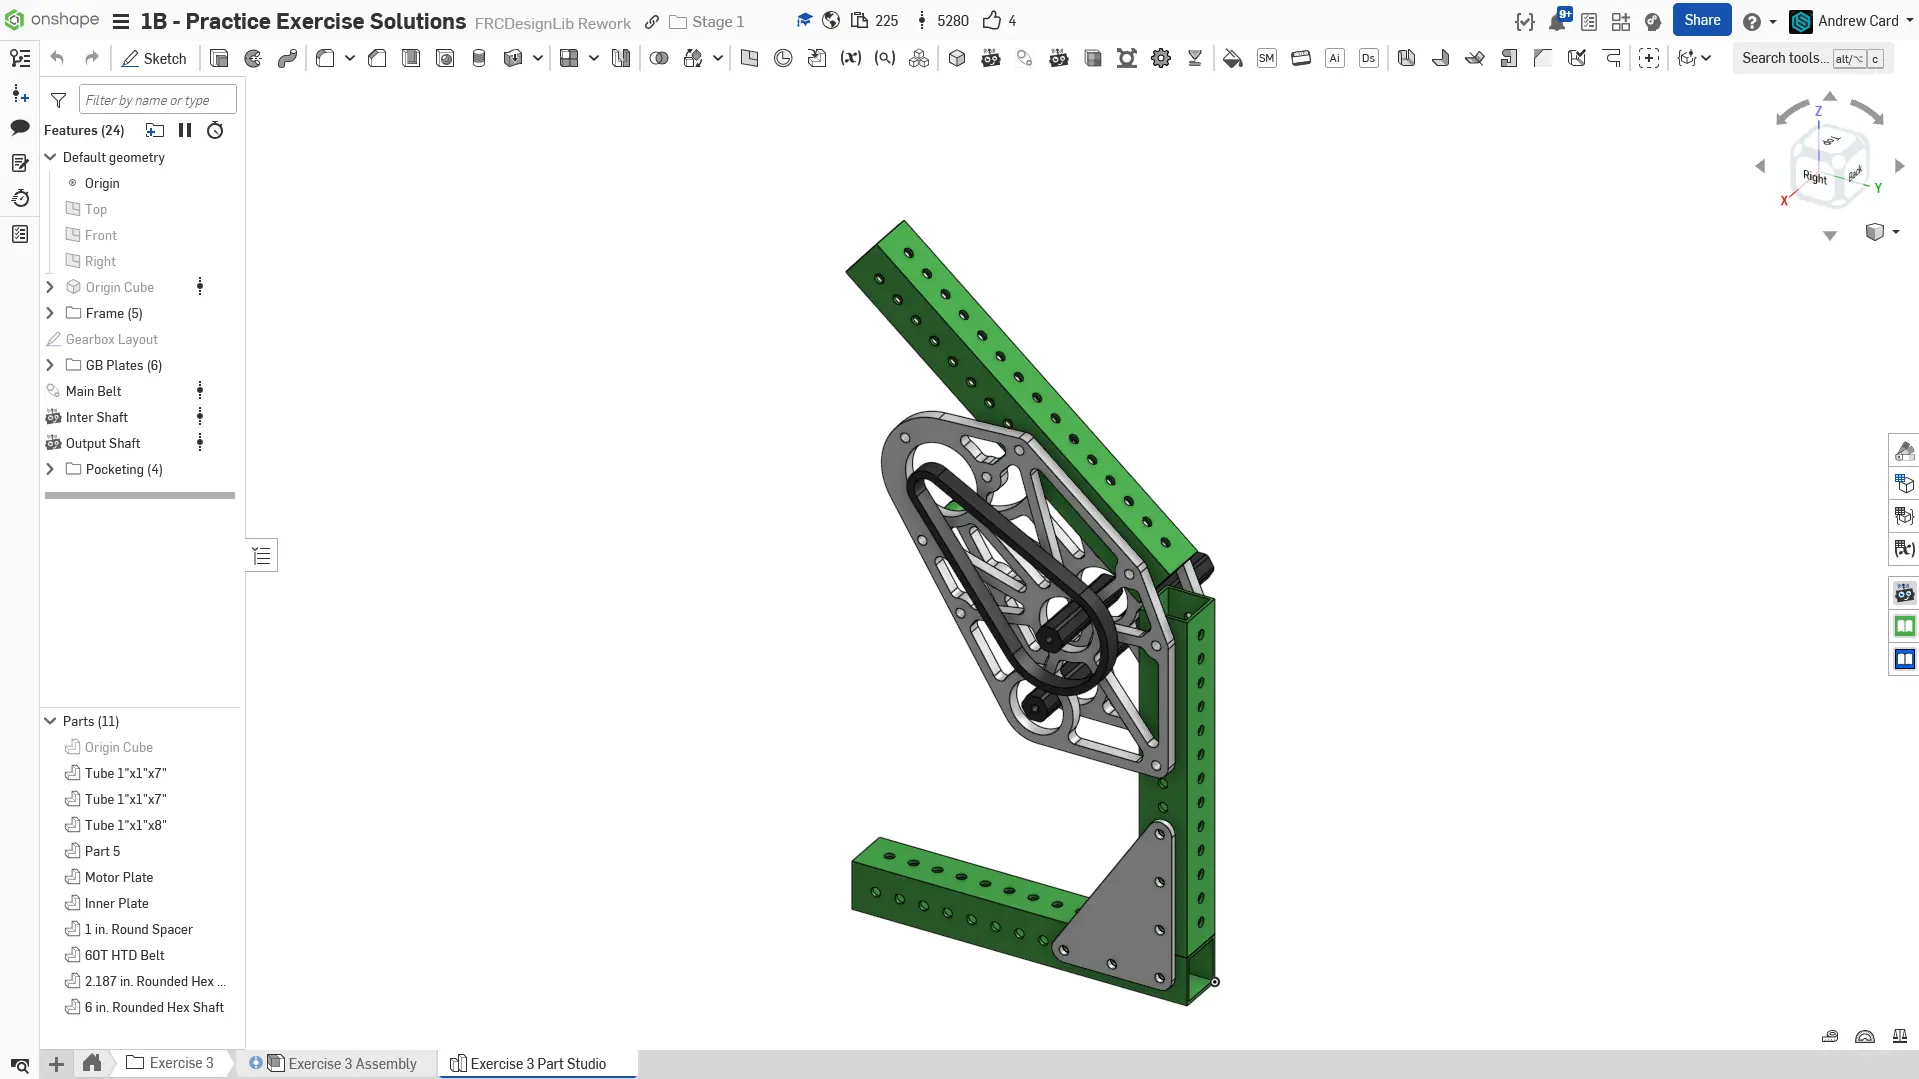 onshape
1B - Practice Exercise Solutions
FRCDesignLib Rework
Stage 1
225
5280
4
9+
Share
Andrew Card
Sketch
SM
Ai
Ds
Search tools...
alt/⌥
c
Filter by name or type
Features (24)
Default geometry
Origin
Top
Front
Right
Origin Cube
Frame (5)
Gearbox Layout
GB Plates (6)
Main Belt
Inter Shaft
Output Shaft
Pocketing (4)
Z
Top
Right
Back
X
Y
Parts (11)
Origin Cube
Tube 1"x1"x7"
Tube 1"x1"x7"
Tube 1"x1"x8"
Part 5
Motor Plate
Inner Plate
1 in. Round Spacer
60T HTD Belt
2.187 in. Rounded Hex ...
6 in. Rounded Hex Shaft
Exercise 3
Exercise 3 Assembly
Exercise 3 Part Studio